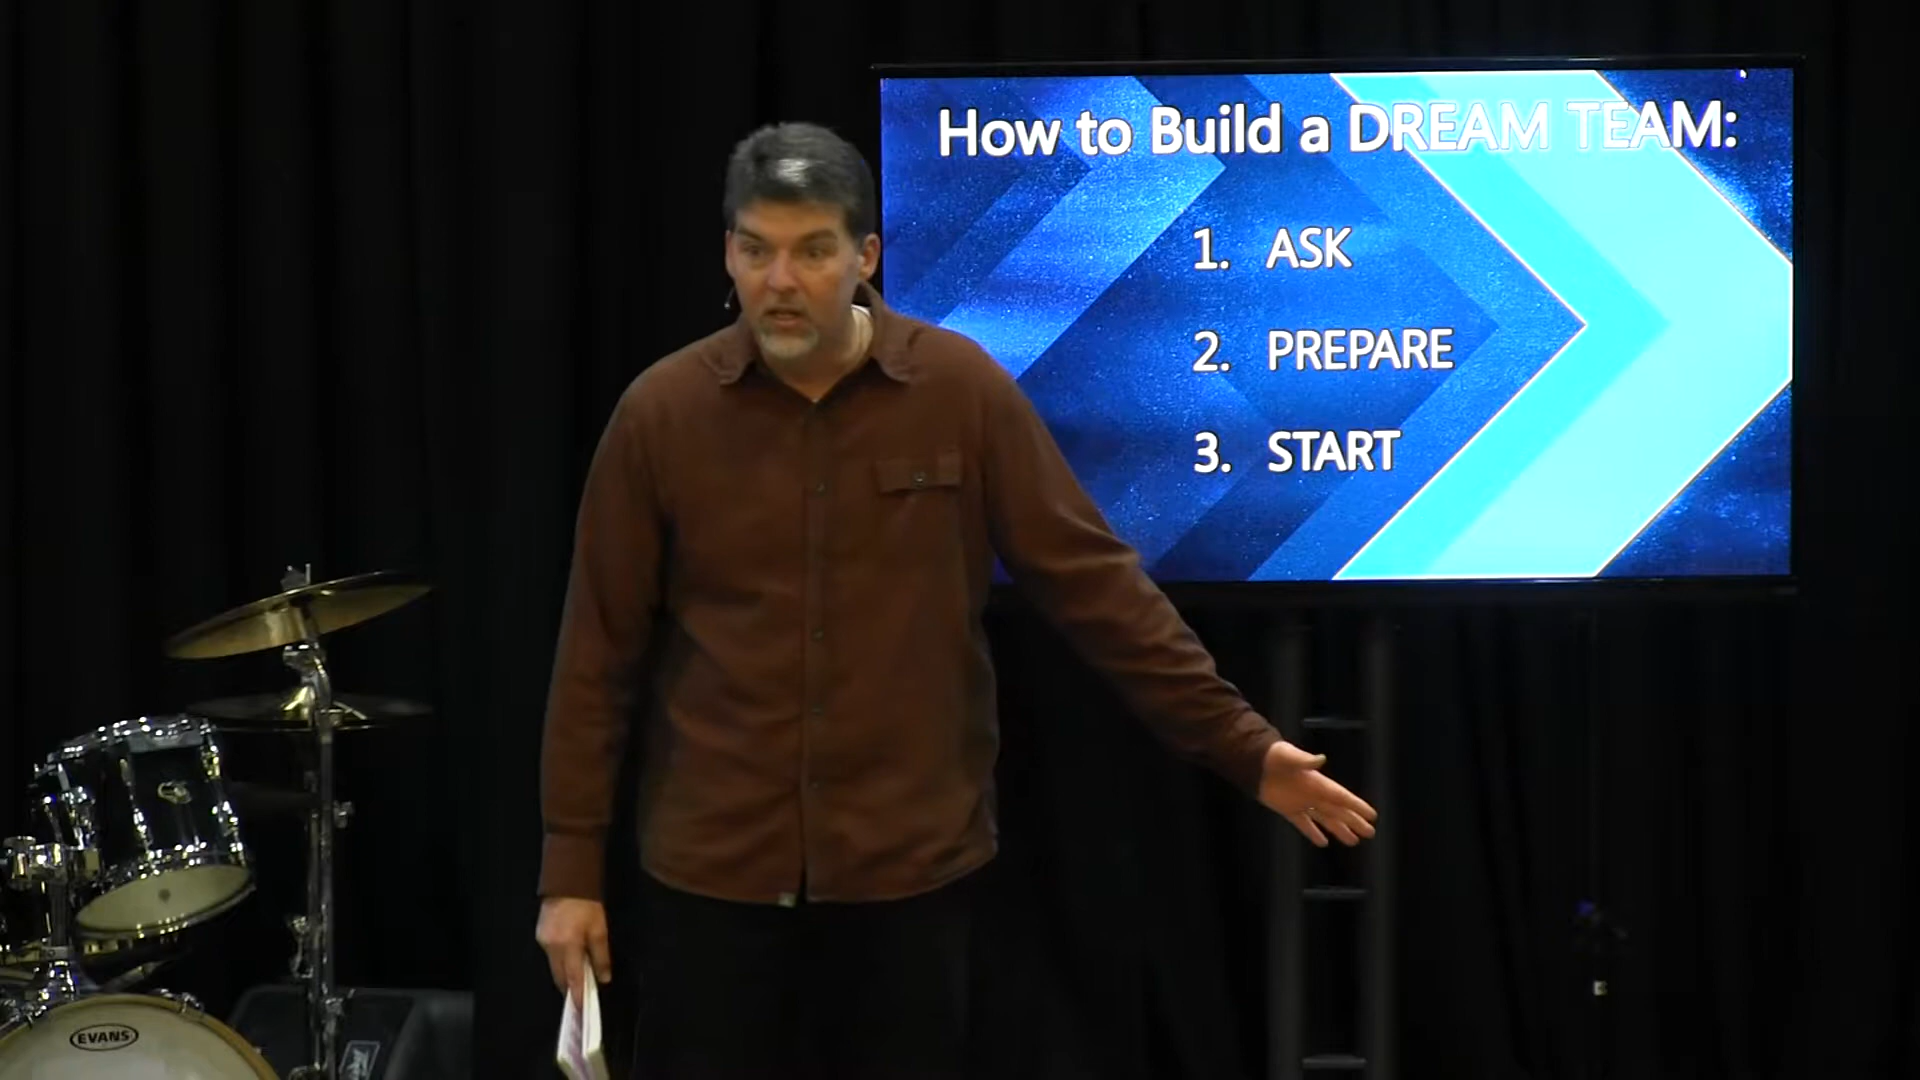 How to Build a DREAM TEAM:
1. ASK
2. PREPARE
3. START
EVANS